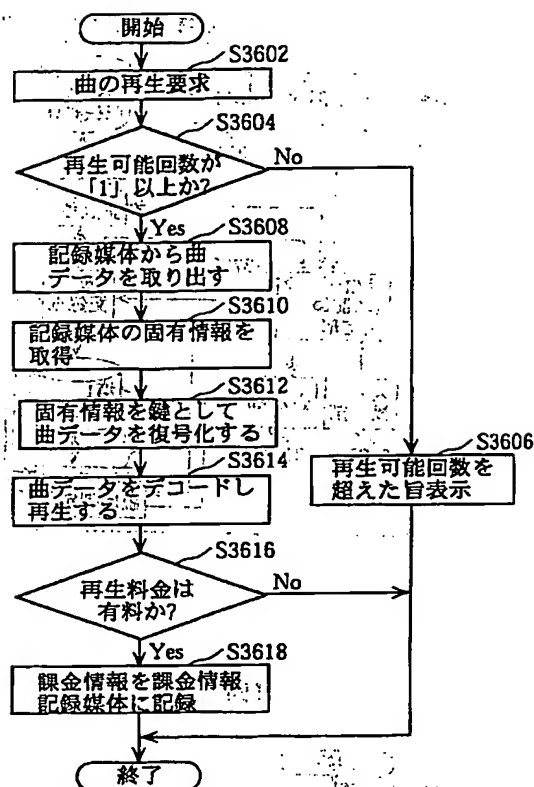 開始
S3602
曲の再生要求
S3604
再生可能回数が
「1」以上か?
No
Yes
S3608
記録媒体から曲
データを取り出す
S3610
記録媒体の固有情報を
取得
S3612
固有情報を鍵として
曲データを復号化する
S3606
再生可能回数を
超えた旨表示
S3614
曲データをデコードし
再生する
S3616
再生料金は
有料か?
No
Yes
S3618
課金情報を課金情報
記録媒体に記録
終了